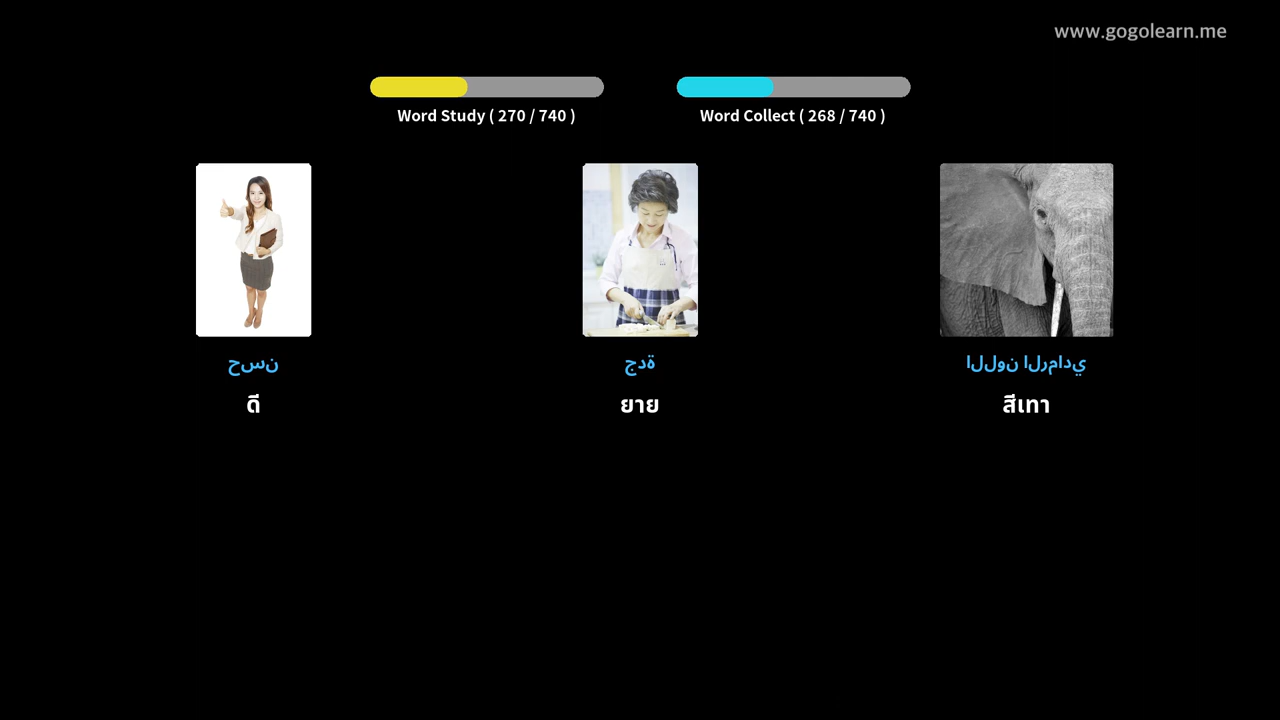 www.gogolearn.me
Word Study ( 270 / 740 )
Word Collect ( 268 / 740 )
حسن
جدة
اللون الرمادي
ดี
ยาย
สีเทา